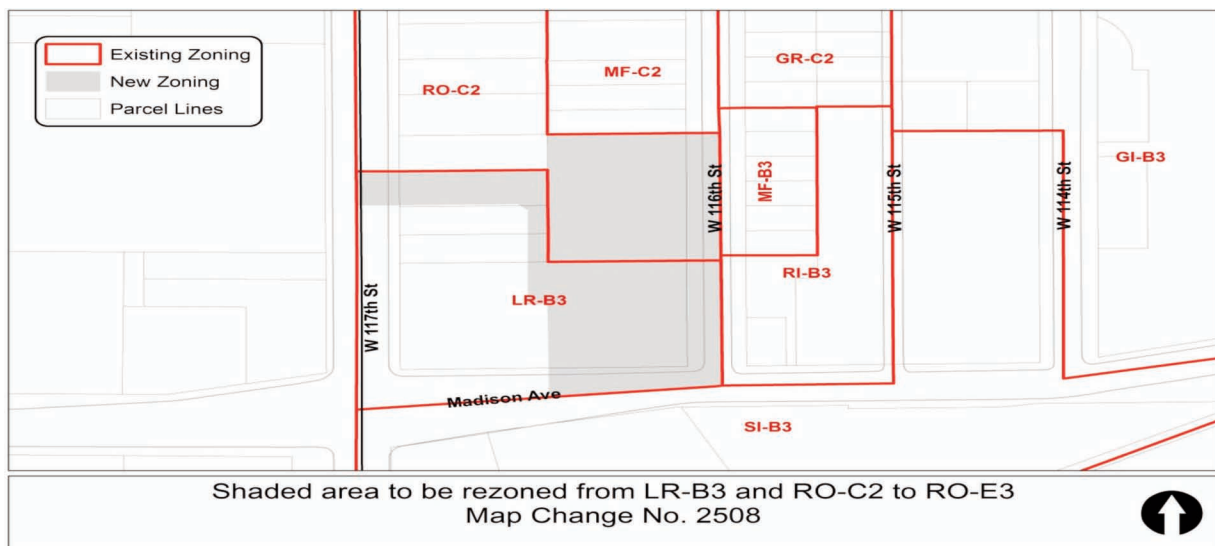 Existing Zoning
New Zoning
Parcel Lines
RO-C2
MF-C2
GR-C2
GI-B3
MF-B3
W 116th St
W 115th St
W 114th St
RI-B3
LR-B3
W 117th St
Madison Ave
SI-B3
Shaded area to be rezoned from LR-B3 and RO-C2 to RO-E3
Map Change No. 2508